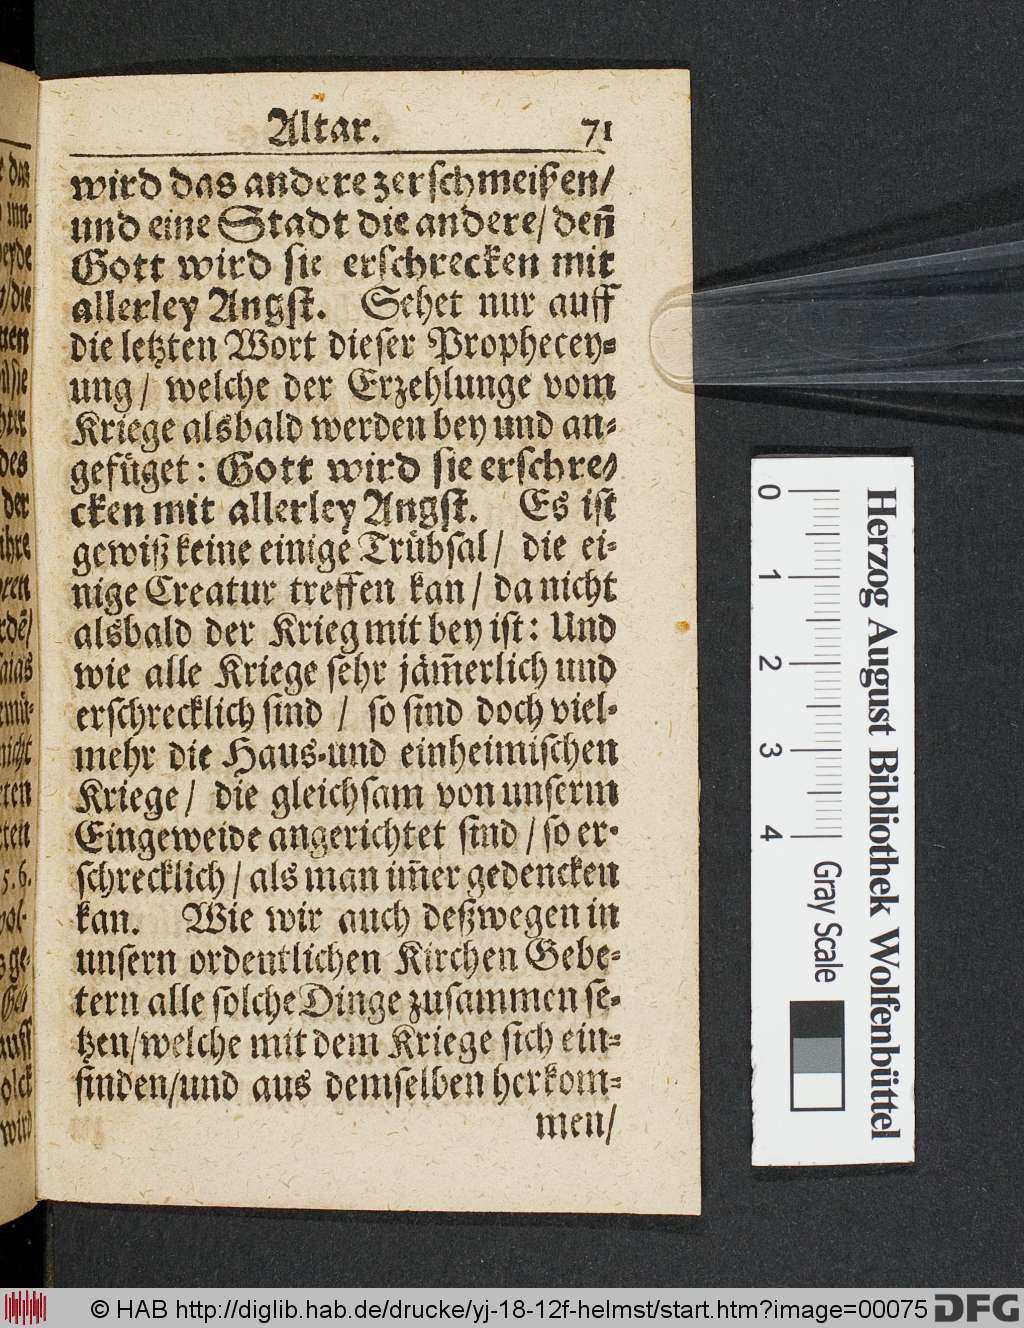 Altar. 71
wird das andere zerſchmeiſſen/
und eine Stadt die andere/ deñ
Gott wird ſie erſchrecken mit
allerley Angſt. Sehet nur auff
die letzten Wort dieſer Prophecey-
ung/ welche der Erzehlunge vom
Kriege alsbald werden bey und an-
gefüget: Gott wird ſie erſchre-
cken mit allerley Angſt. Es iſt
gewiß keine einige Trübſal/ die ei-
nige Creatur treffen kan/ da nicht
alsbald der Krieg mit bey iſt: Und
wie alle Kriege ſehr jäm̃erlich und
erſchrecklich ſind / ſo ſind doch viel-
mehr die Haus-und einheimiſchen
Kriege/ die gleichſam von unſerm
Eingeweide angerichtet ſind / ſo er-
ſchrecklich / als man im̃er gedencken
kan. Wie wir auch deßwegen in
unſern ordentlichen Kirchen Gebe-
tern alle ſolche Dinge zuſammen ſe-
tzen/welche mit dem Kriege ſich ein-
finden/und aus demſelben herkom-
men/
Herzog August Bibliothek Wolfenbüttel
0 1 2 3 4 Gray Scale
© HAB http://diglib.hab.de/drucke/yj-18-12f-helmst/start.htm?image=00075 DFG